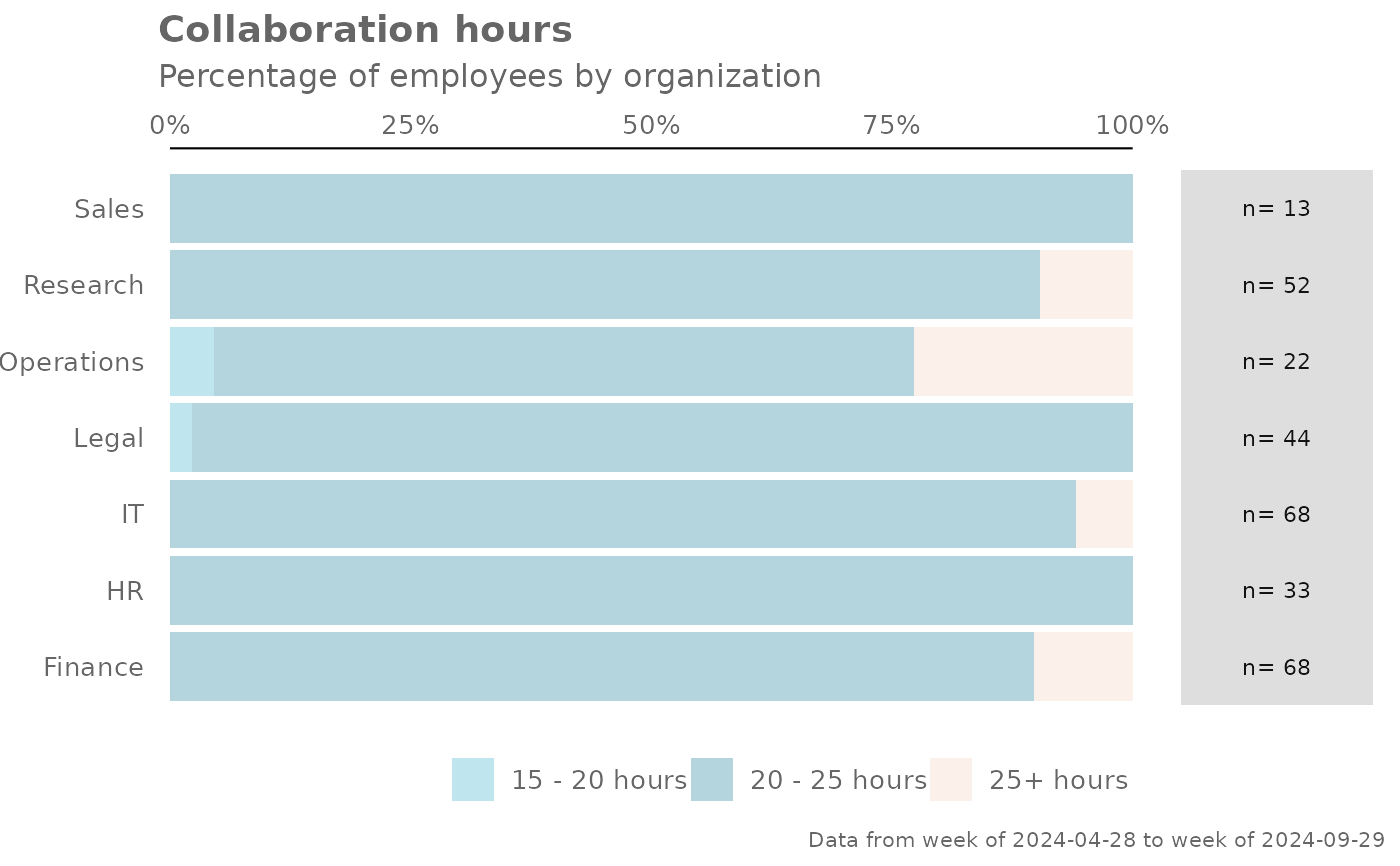 Collaboration hours
Percentage of employees by organization
0% 25% 50% 75% 100%
Sales n= 13
Research n= 52
Operations n= 22
Legal n= 44
IT n= 68
HR n= 33
Finance n= 68
15 - 20 hours 20 - 25 hours 25+ hours
Data from week of 2024-04-28 to week of 2024-09-29